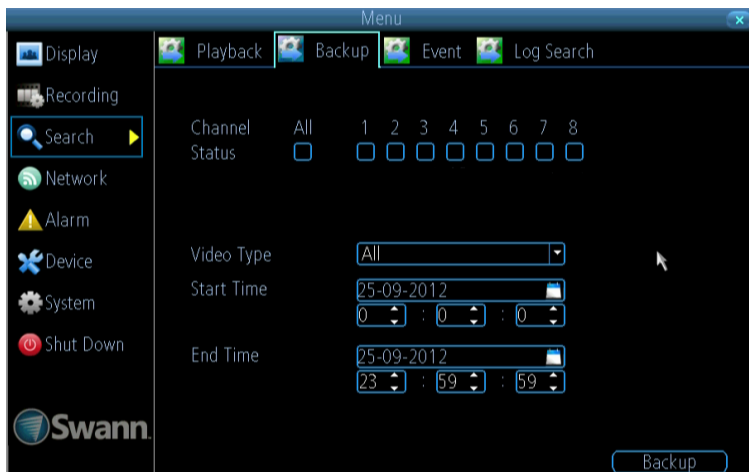 Menu
Display
Recording
Search
Network
Alarm
Device
System
Shut Down
Swann
Playback Backup Event Log Search
Channel All 1 2 3 4 5 6 7 8
Status
Video Type All
Start Time 25-09-2012
0 : 0 : 0
End Time 25-09-2012
23 : 59 : 59
Backup